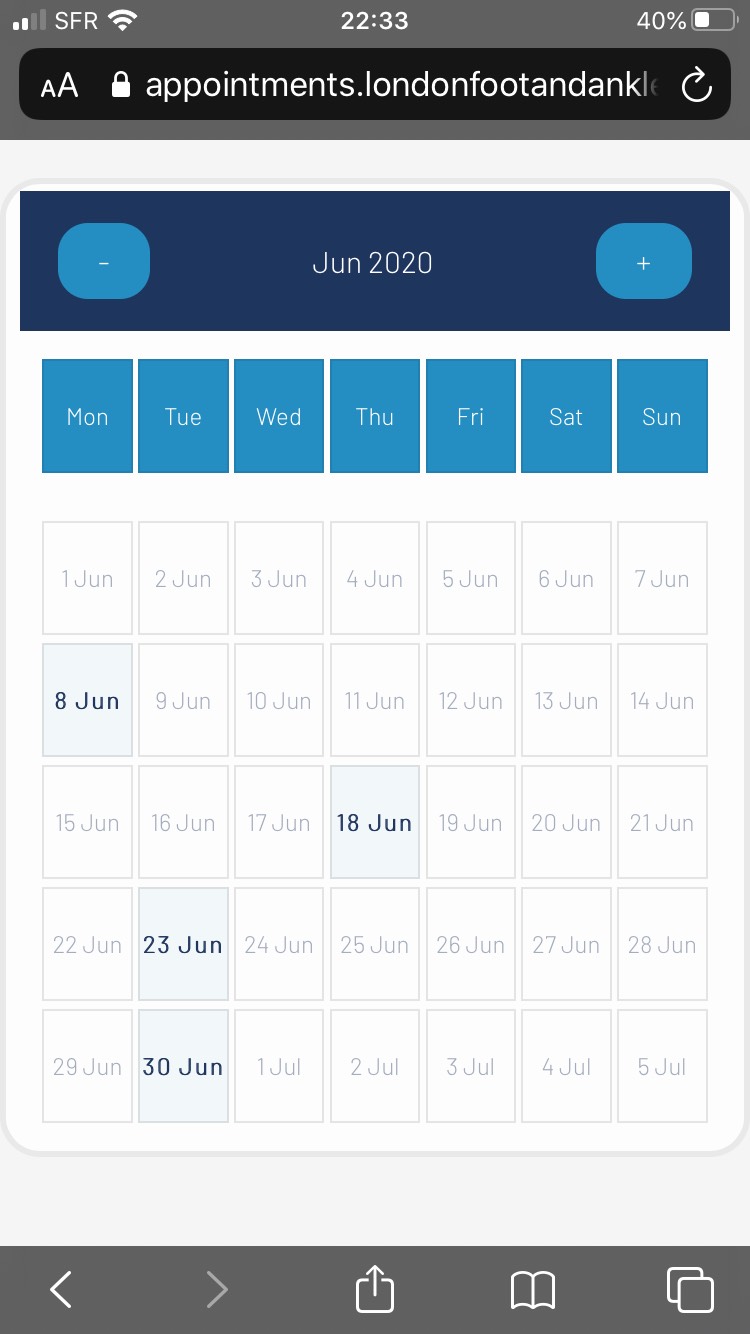 SFR 22:33 40%
AA appointments.londonfootandankl
- Jun 2020 +
Mon Tue Wed Thu Fri Sat Sun
1 Jun 2 Jun 3 Jun 4 Jun 5 Jun 6 Jun 7 Jun
8 Jun 9 Jun 10 Jun 11 Jun 12 Jun 13 Jun 14 Jun
15 Jun 16 Jun 17 Jun 18 Jun 19 Jun 20 Jun 21 Jun
22 Jun 23 Jun 24 Jun 25 Jun 26 Jun 27 Jun 28 Jun
29 Jun 30 Jun 1 Jul 2 Jul 3 Jul 4 Jul 5 Jul